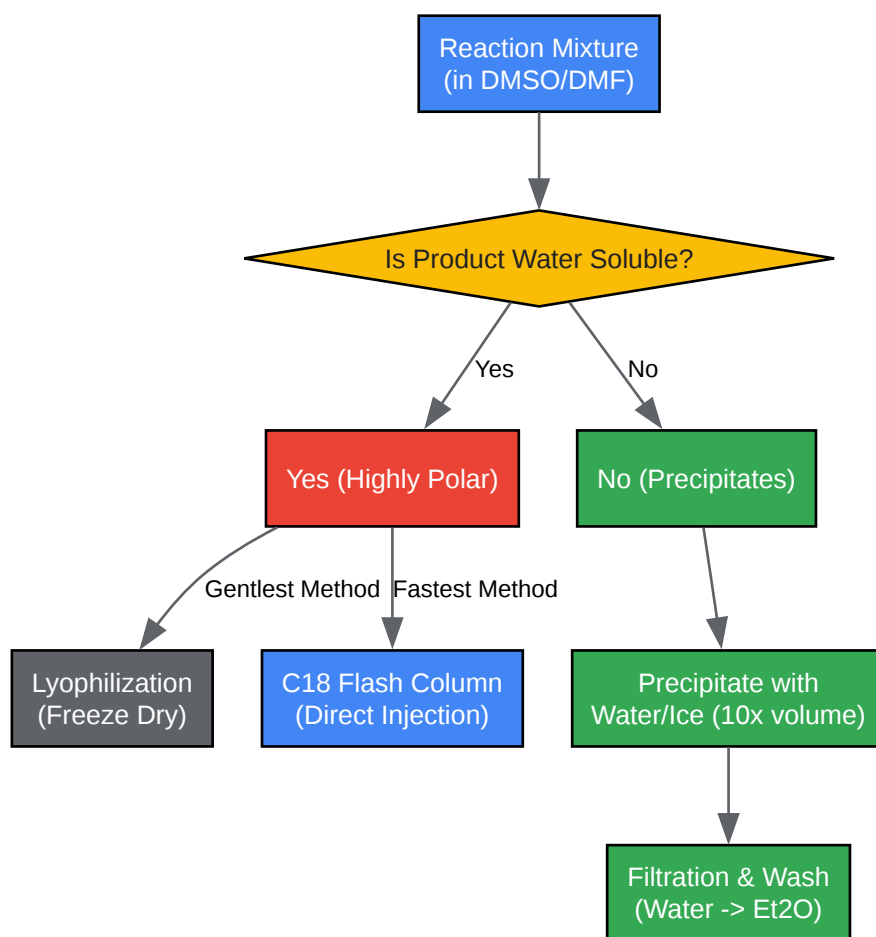 Reaction Mixture
(in DMSO/DMF)
Is Product Water Soluble?
Yes
No
Yes (Highly Polar)
No (Precipitates)
Gentlest Method
Fastest Method
Lyophilization
(Freeze Dry)
C18 Flash Column
(Direct Injection)
Precipitate with
Water/Ice (10x volume)
Filtration & Wash
(Water -> Et2O)